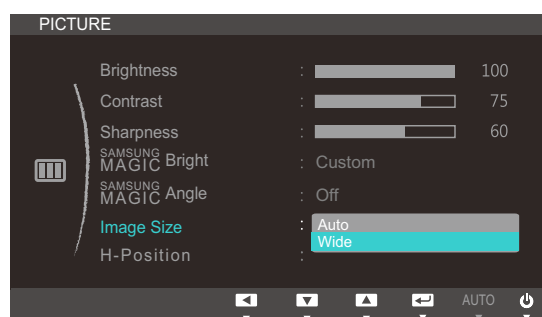 PICTURE
Brightness : 100
Contrast : 75
Sharpness : 60
SAMSUNG MAGIC Bright : Custom
SAMSUNG MAGIC Angle : Off
Image Size : Auto
Wide
H-Position :
AUTO